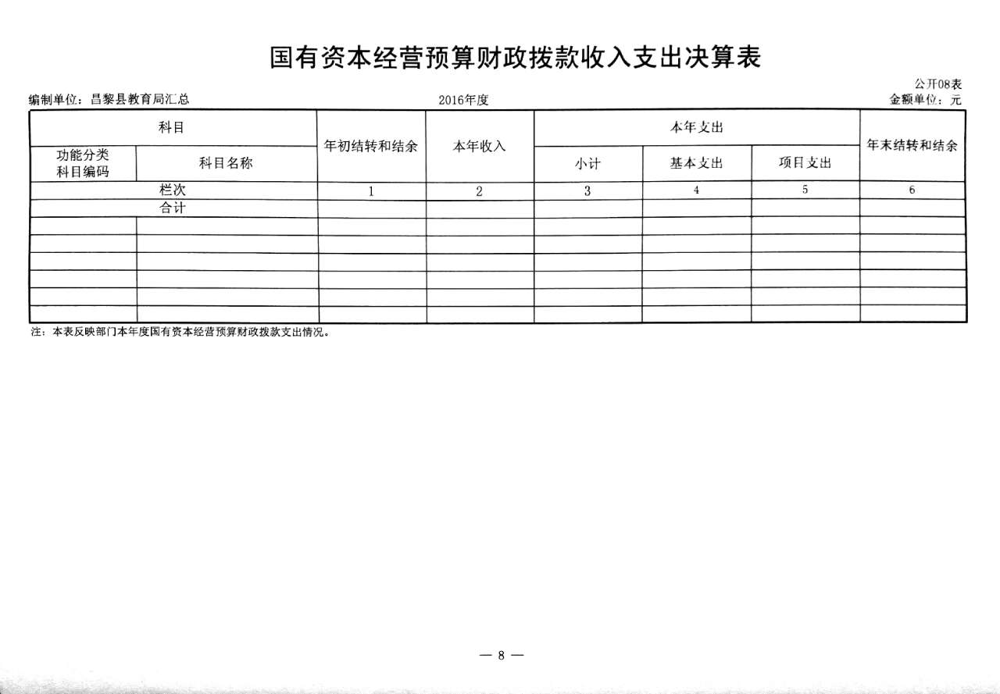 国有资本经营预算财政拨款收入支出决算表
公开08表
编制单位：昌黎县教育局汇总 2016年度 金额单位：元
科目 年初结转和结余 本年收入 本年支出 年末结转和结余
功能分类
科目编码 科目名称 小计 基本支出 项目支出
栏次 1 2 3 4 5 6
合计
注：本表反映部门本年度国有资本经营预算财政拨款支出情况。
— 8 —